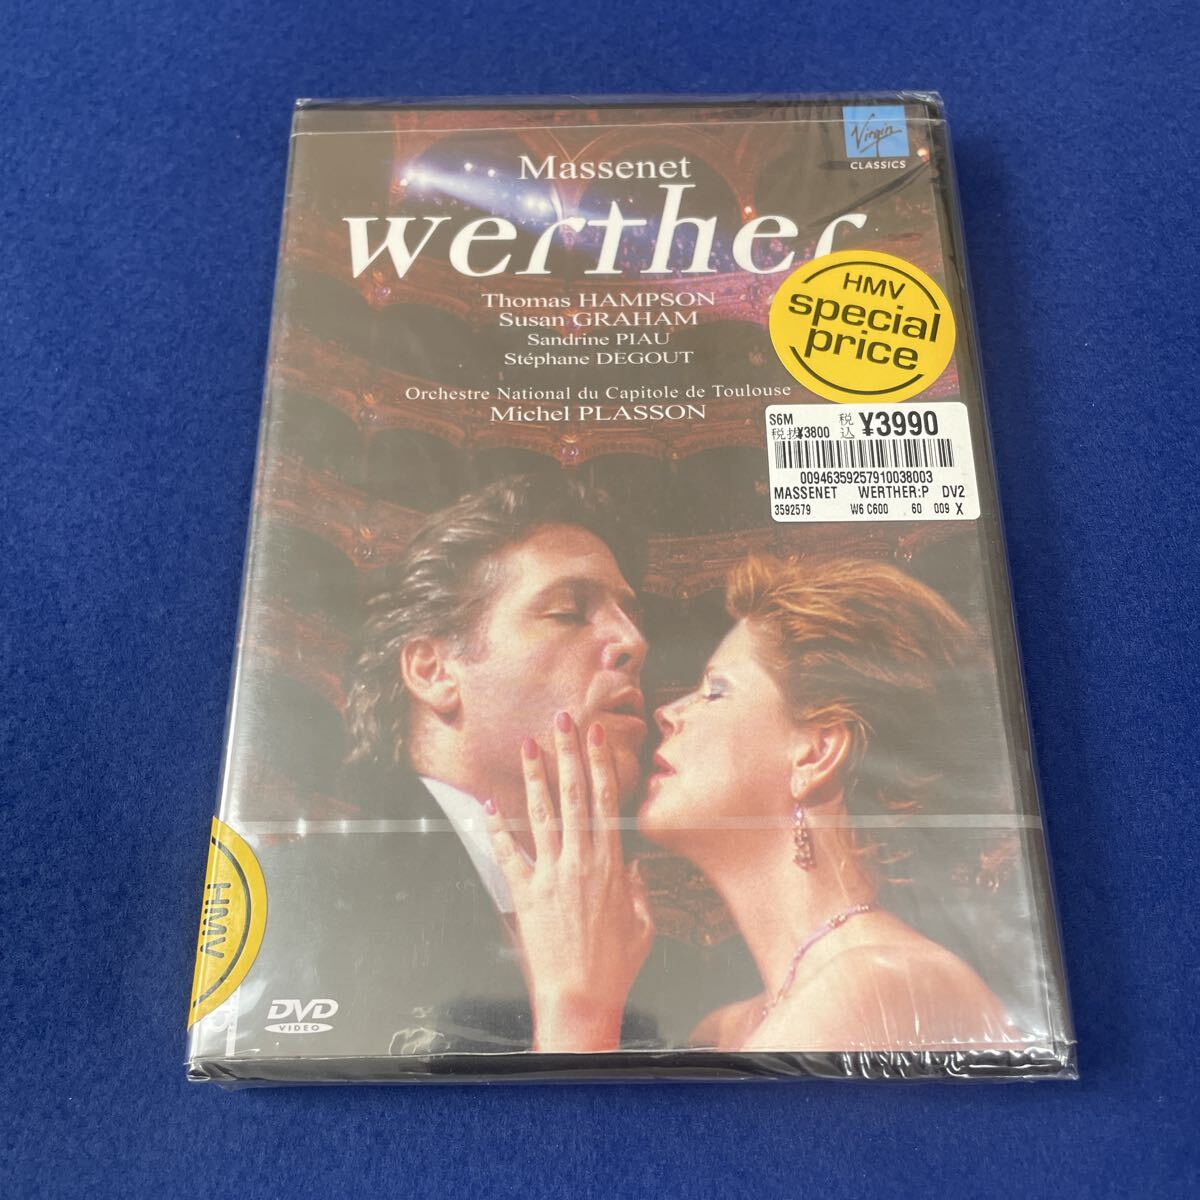 Virgin
CLASSICS
Massenet
werther
Thomas HAMPSON
Susan GRAHAM
Sandrine PIAU
Stéphane DEGOUT
Orchestre National du Capitole de Toulouse
Michel PLASSON
HMV
special
price
S6M 税込 ¥3990
税抜¥3800
00946359257910038003
MASSENET WERTHER:P DV2
3592579 W6 C600 60 009 X
HMV
DVD
VIDEO